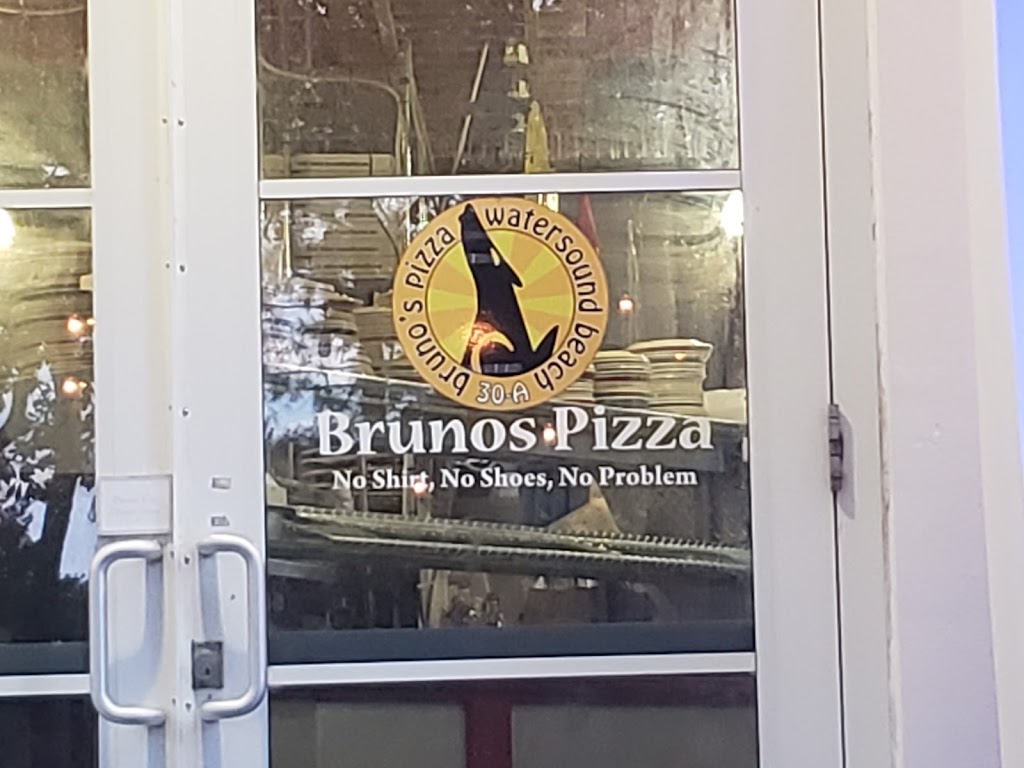 bruno's pizza watersound beach
30-A
Brunos Pizza
No Shirt, No Shoes, No Problem